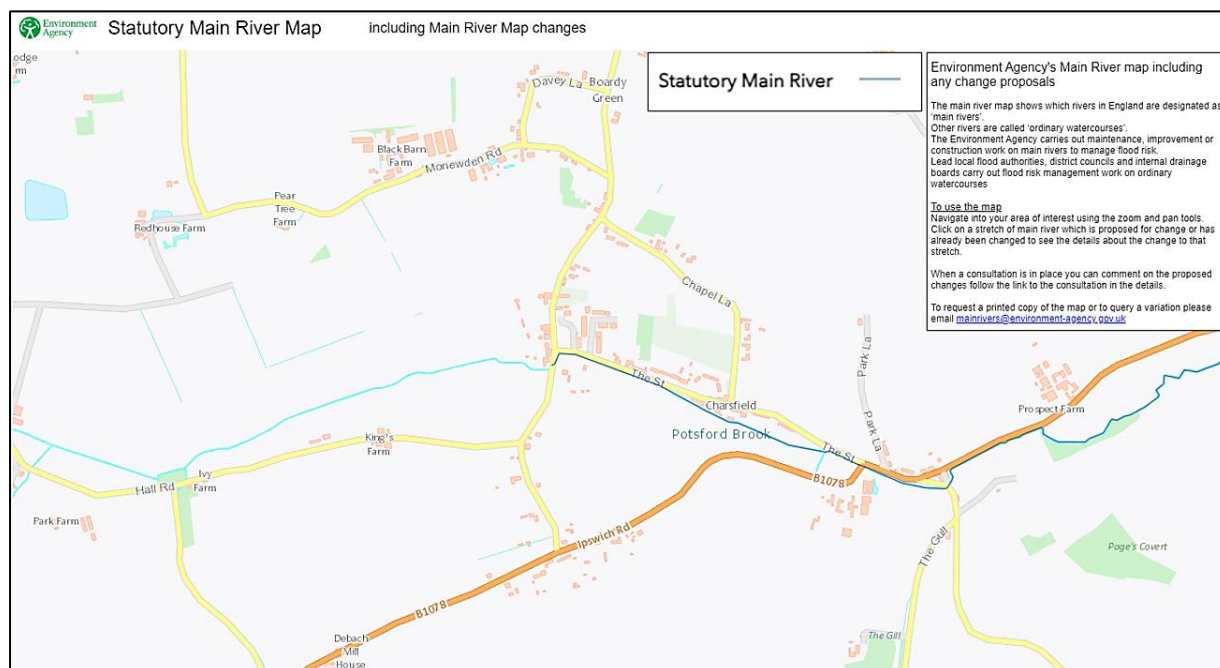 Environment
Agency
Statutory Main River Map
including Main River Map changes
Statutory Main River
Environment Agency's Main River map including
any change proposals
The main river map shows which rivers in England are designated as
'main rivers'.
Other rivers are called 'ordinary watercourses'.
The Environment Agency carries out maintenance, improvement or
construction work on main rivers to manage flood risk.
Lead local flood authorities, district councils and internal drainage
boards carry out flood risk management work on ordinary
watercourses
To use the map
Navigate into your area of interest using the zoom and pan tools.
Click on a stretch of main river which is proposed for change or has
already been changed to see the details about the change to that
stretch.
When a consultation is in place you can comment on the proposed
changes follow the link to the consultation in the details.
To request a printed copy of the map or to query a variation please
email mainrivers@environment-agency.gov.uk
odge
rm
Davey La
Boardy
Green
Black Barn
Farm
Monewden Rd
Pear
Tree
Farm
Redhouse Farm
Chapel La
Park La
The St
Charsfield
Prospect Farm
Potsford Brook
Park La
The St
King's
Farm
B1078
Ivy
Farm
Hall Rd
Park Farm
Ipswich Rd
The Gull
Page's Covert
B1078
Debach
Mill
House
The Gill